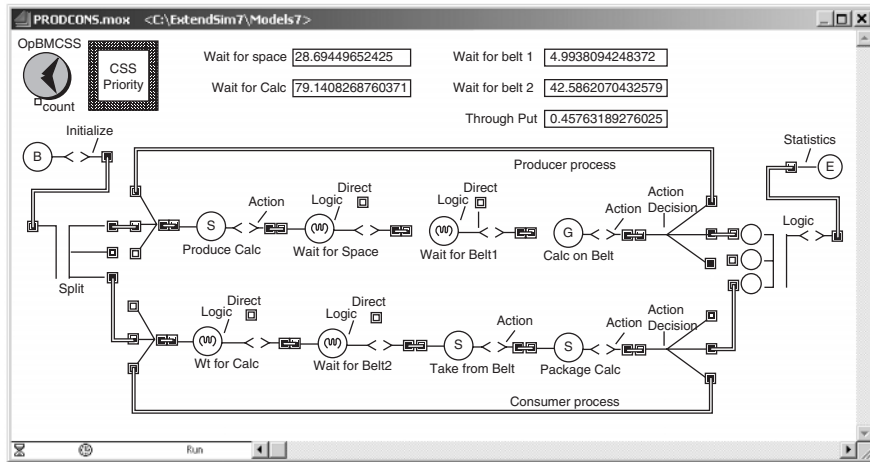 PRODCONS.mox <C:\ExtendSim7\Models7>
OpBMCSS
CSS
Priority
count
Wait for space 28.69449652425
Wait for belt 1 4.9938094248372
Wait for Calc 79.1408268760371
Wait for belt 2 42.5862070432579
Through Put 0.45763189276025
Initialize
B
Statistics
E
Producer process
Action
Logic
Direct
Logic
Direct
Action
Action
Decision
Logic
S
G
Produce Calc
Wait for Space
Wait for Belt1
Calc on Belt
Split
Logic
Direct
Logic
Direct
Action
Action
Action
Decision
S
S
Wt for Calc
Wait for Belt2
Take from Belt
Package Calc
Consumer process
Run